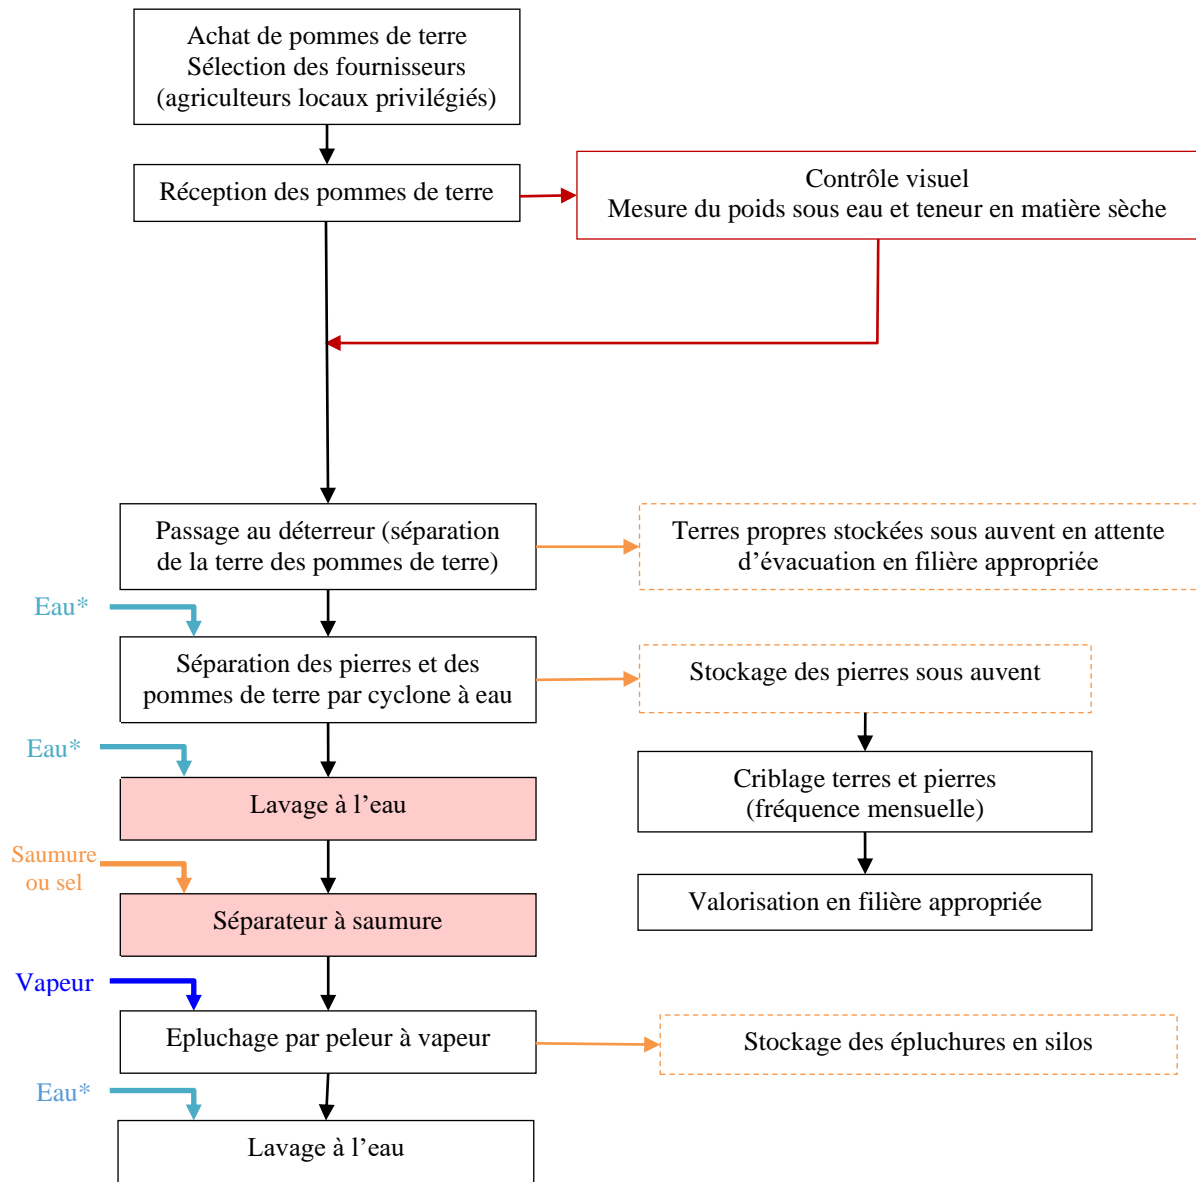 Achat de pommes de terre
Sélection des fournisseurs
(agriculteurs locaux privilégiés)
Réception des pommes de terre
Contrôle visuel
Mesure du poids sous eau et teneur en matière sèche
Passage au déterreur (séparation
de la terre des pommes de terre)
Terres propres stockées sous auvent en attente
d’évacuation en filière appropriée
Eau*
Séparation des pierres et des
pommes de terre par cyclone à eau
Stockage des pierres sous auvent
Eau*
Lavage à l’eau
Criblage terres et pierres
(fréquence mensuelle)
Saumure
ou sel
Séparateur à saumure
Valorisation en filière appropriée
Vapeur
Epluchage par peleur à vapeur
Stockage des épluchures en silos
Eau*
Lavage à l’eau